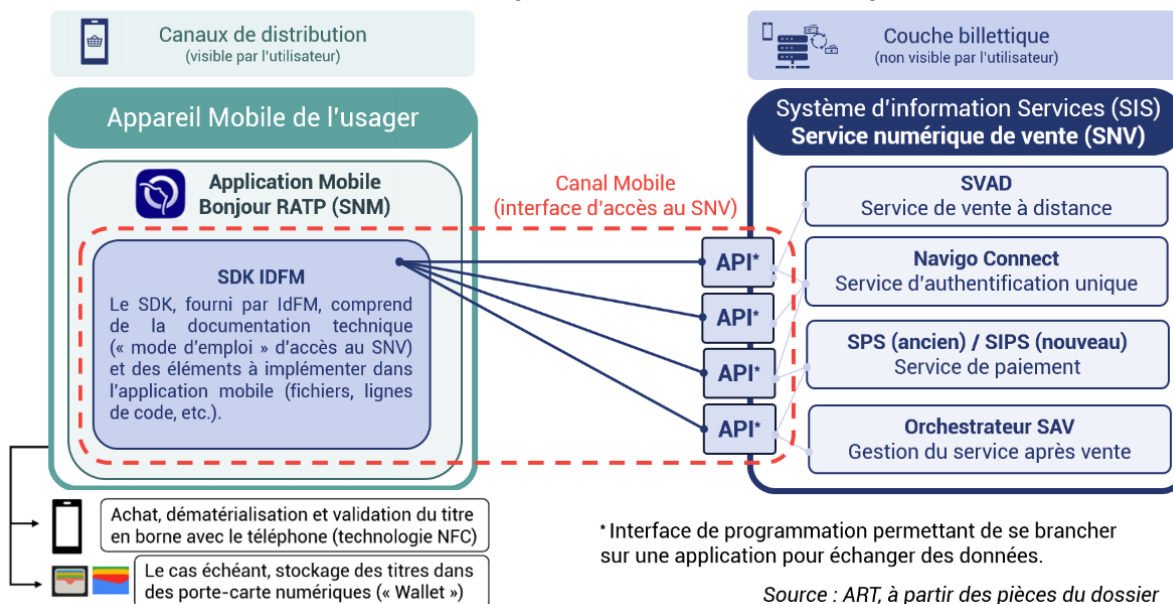 Canaux de distribution
(visible par l'utilisateur)
Couche billettique
(non visible par l'utilisateur)
Appareil Mobile de l'usager
Système d'information Services (SIS)
Service numérique de vente (SNV)
Application Mobile
Bonjour RATP (SNM)
Canal Mobile
(interface d'accès au SNV)
SDK IDFM
Le SDK, fourni par IdFM, comprend
de la documentation technique
(« mode d'emploi » d'accès au SNV)
et des éléments à implémenter dans
l'application mobile (fichiers, lignes
de code, etc.).
API*
API*
API*
API*
SVAD
Service de vente à distance
Navigo Connect
Service d'authentification unique
SPS (ancien) / SIPS (nouveau)
Service de paiement
Orchestrateur SAV
Gestion du service après vente
Achat, dématérialisation et validation du titre
en borne avec le téléphone (technologie NFC)
Le cas échéant, stockage des titres dans
des porte-carte numériques (« Wallet »)
* Interface de programmation permettant de se brancher
sur une application pour échanger des données.
Source : ART, à partir des pièces du dossier